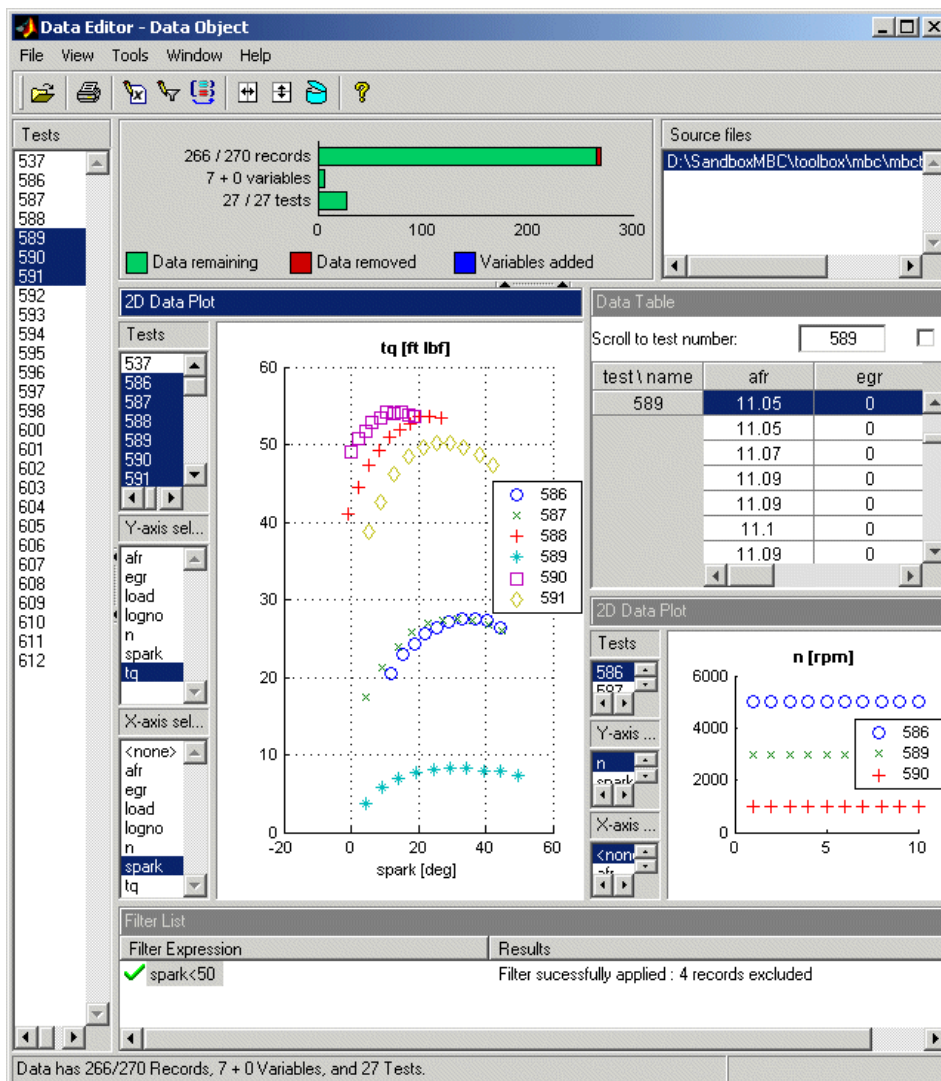 Data Editor - Data Object
File View Tools Window Help
Tests
537
586
587
588
589
590
591
592
593
594
595
596
597
598
600
601
602
603
604
605
606
607
608
609
610
611
612
266 / 270 records
7 + 0 variables
27 / 27 tests
0 100 200 300
Data remaining Data removed Variables added
Source files
D:\SandboxMBC\toolbox\mbc\mbct
2D Data Plot
Tests
537
586
587
588
589
590
591
Y-axis sel...
afr
egr
load
logno
n
spark
tq
X-axis sel...
<none>
afr
egr
load
logno
n
spark
tq
tq [ft lbf]
60
50
40
30
20
10
0
-20 0 20 40 60
spark [deg]
586
587
588
589
590
591
Data Table
Scroll to test number: 589
test \ name afr egr
589 11.05 0
11.05 0
11.07 0
11.09 0
11.09 0
11.1 0
11.09 0
2D Data Plot
Tests
586
587
Y-axis ...
n
spark
X-axis ...
<none
afr
n [rpm]
6000
4000
2000
0
0 5 10
586
589
590
Filter List
Filter Expression Results
spark<50 Filter sucessfully applied : 4 records excluded
Data has 266/270 Records, 7 + 0 Variables, and 27 Tests.